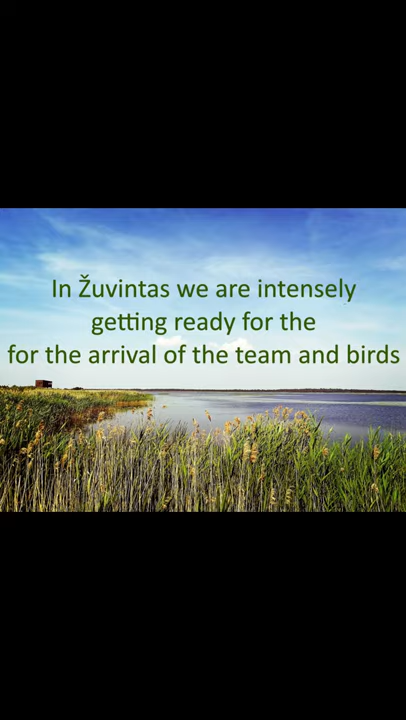 In Žuvintas we are intensely
getting ready for the
for the arrival of the team and birds